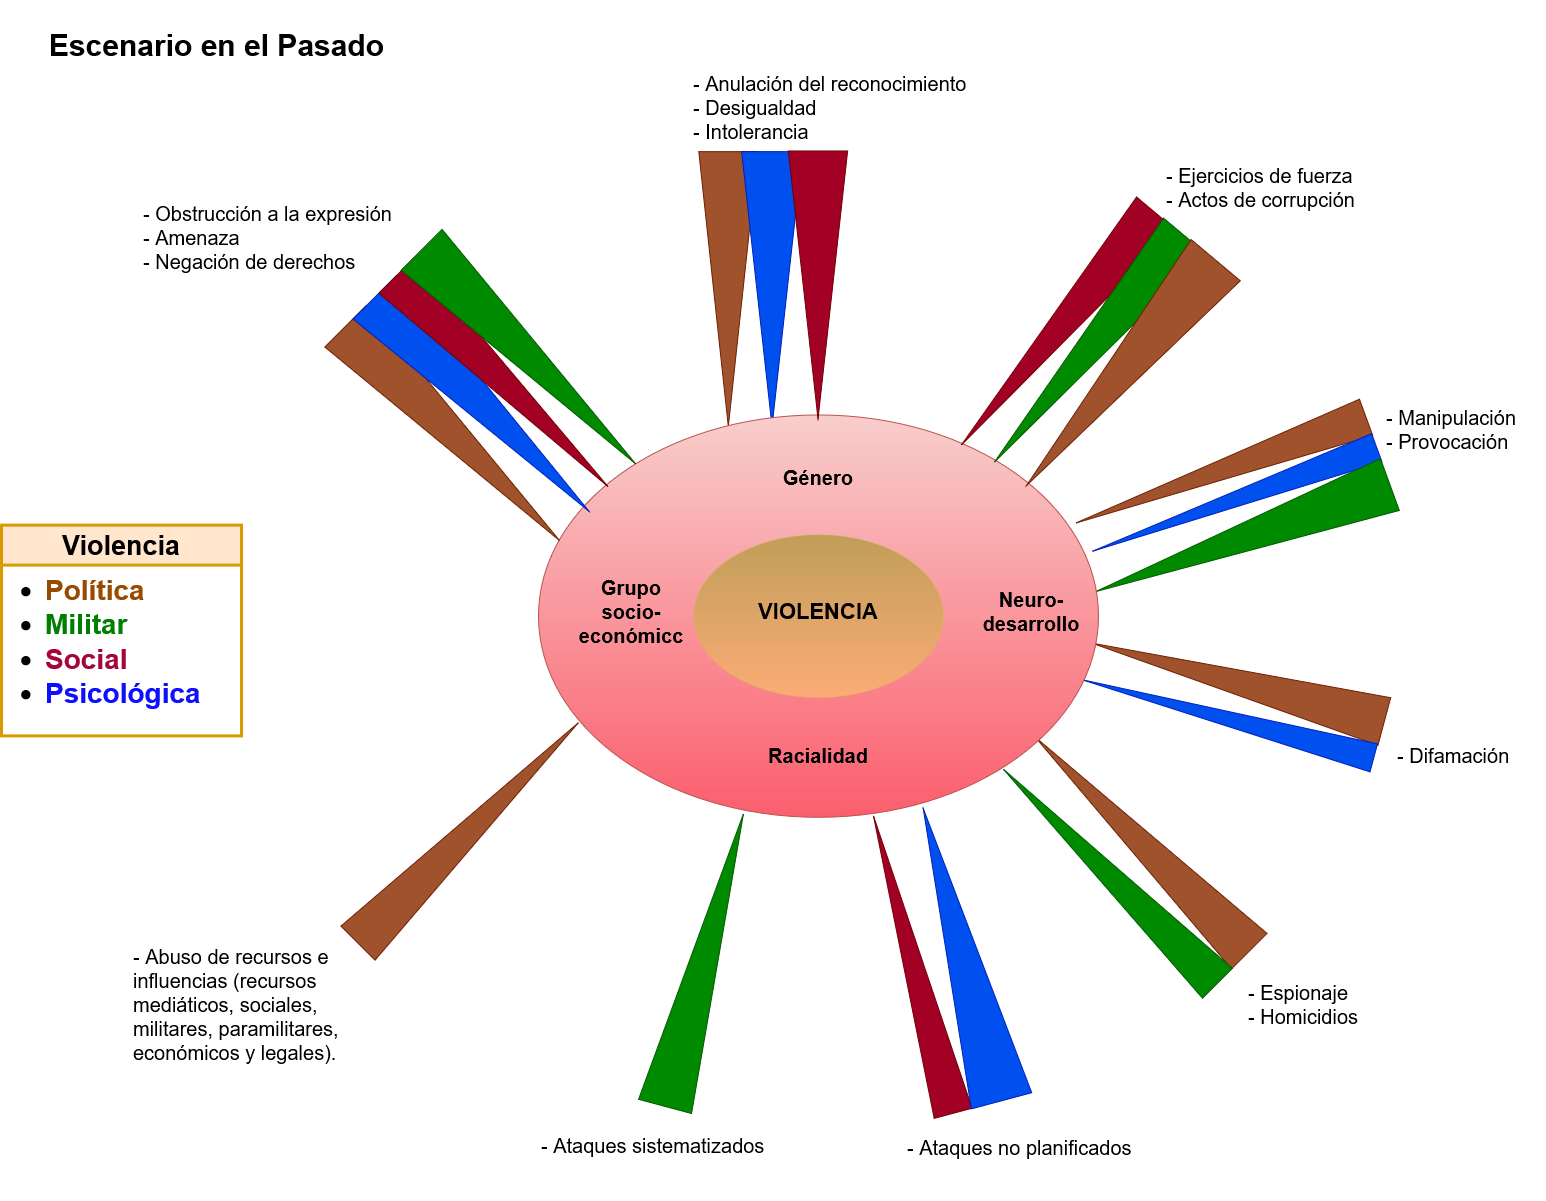 Escenario en el Pasado
- Anulación del reconocimiento
- Desigualdad
- Intolerancia
- Ejercicios de fuerza
- Actos de corrupción
- Obstrucción a la expresión
- Amenaza
- Negación de derechos
- Manipulación
- Provocación
Género
Violencia
Política
Militar
Social
Psicológica
Grupo
socio-
económicc
VIOLENCIA
Neuro-
desarrollo
Racialidad
- Difamación
- Abuso de recursos e
influencias (recursos
mediáticos, sociales,
militares, paramilitares,
económicos y legales).
- Espionaje
- Homicidios
- Ataques sistematizados
- Ataques no planificados